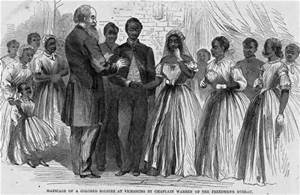 MARRIAGE OF A COLORED SOLDIER AT VICKSBURG BY CHAPLAIN WARREN OF THE FREEDMEN'S BUREAU.